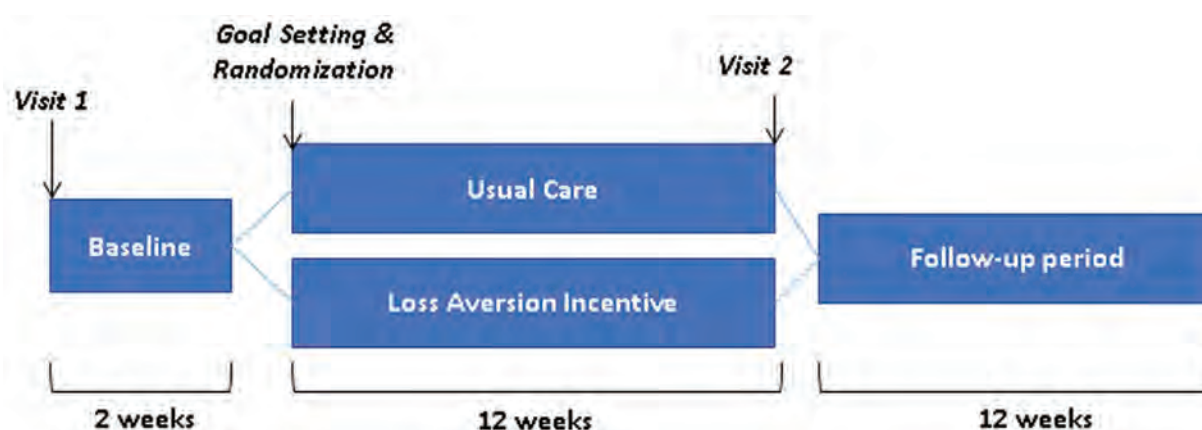 Goal Setting &
Randomization
Visit 2
Visit 1
Usual Care
Baseline
Follow-up period
Loss Aversion Incentive
2 weeks
12 weeks
12 weeks